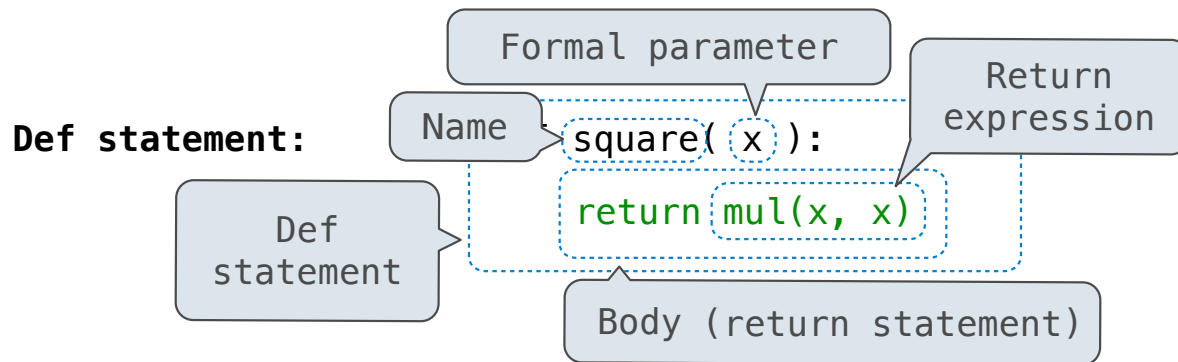 Formal parameter
Return
expression
Def statement:
Name
square( x ):
return mul(x, x)
Def
statement
Body (return statement)